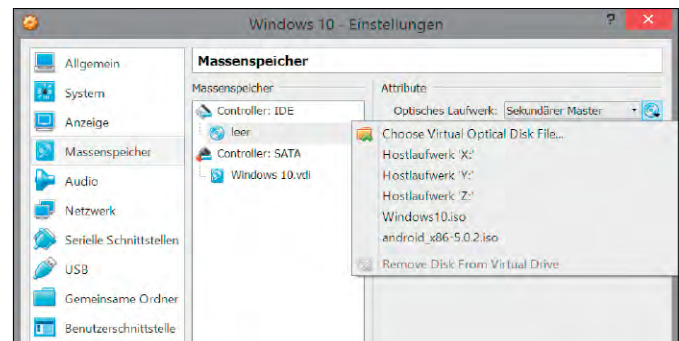 Windows 10 - Einstellungen
?
Allgemein
System
Anzeige
Massenspeicher
Audio
Netzwerk
Serielle Schnittstellen
USB
Gemeinsame Ordner
Benutzerschnittstelle
Massenspeicher
Massenspeicher
Controller: IDE
leer
Controller: SATA
Windows 10.vdi
Attribute
Optisches Laufwerk: Sekundärer Master
Choose Virtual Optical Disk File...
Hostlaufwerk 'X:'
Hostlaufwerk 'Y:'
Hostlaufwerk 'Z:'
Windows10.iso
android_x86-5.0.2.iso
Remove Disk From Virtual Drive